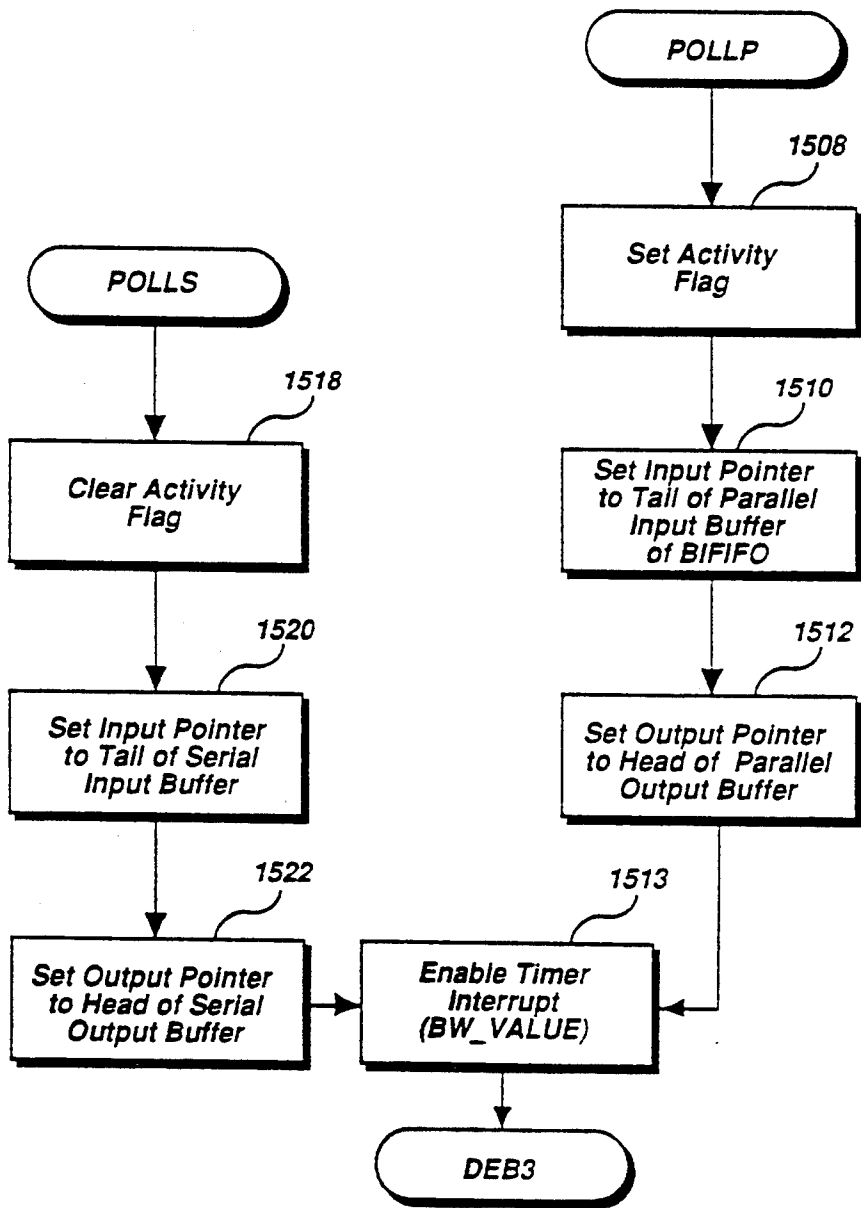 POLLP
1508
Set Activity
Flag
POLLS
1518
Clear Activity
Flag
1510
Set Input Pointer
to Tail of Parallel
Input Buffer
of BIFIFO
1520
Set Input Pointer
to Tail of Serial
Input Buffer
1512
Set Output Pointer
to Head of Parallel
Output Buffer
1522
Set Output Pointer
to Head of Serial
Output Buffer
1513
Enable Timer
Interrupt
(BW_VALUE)
DEB3